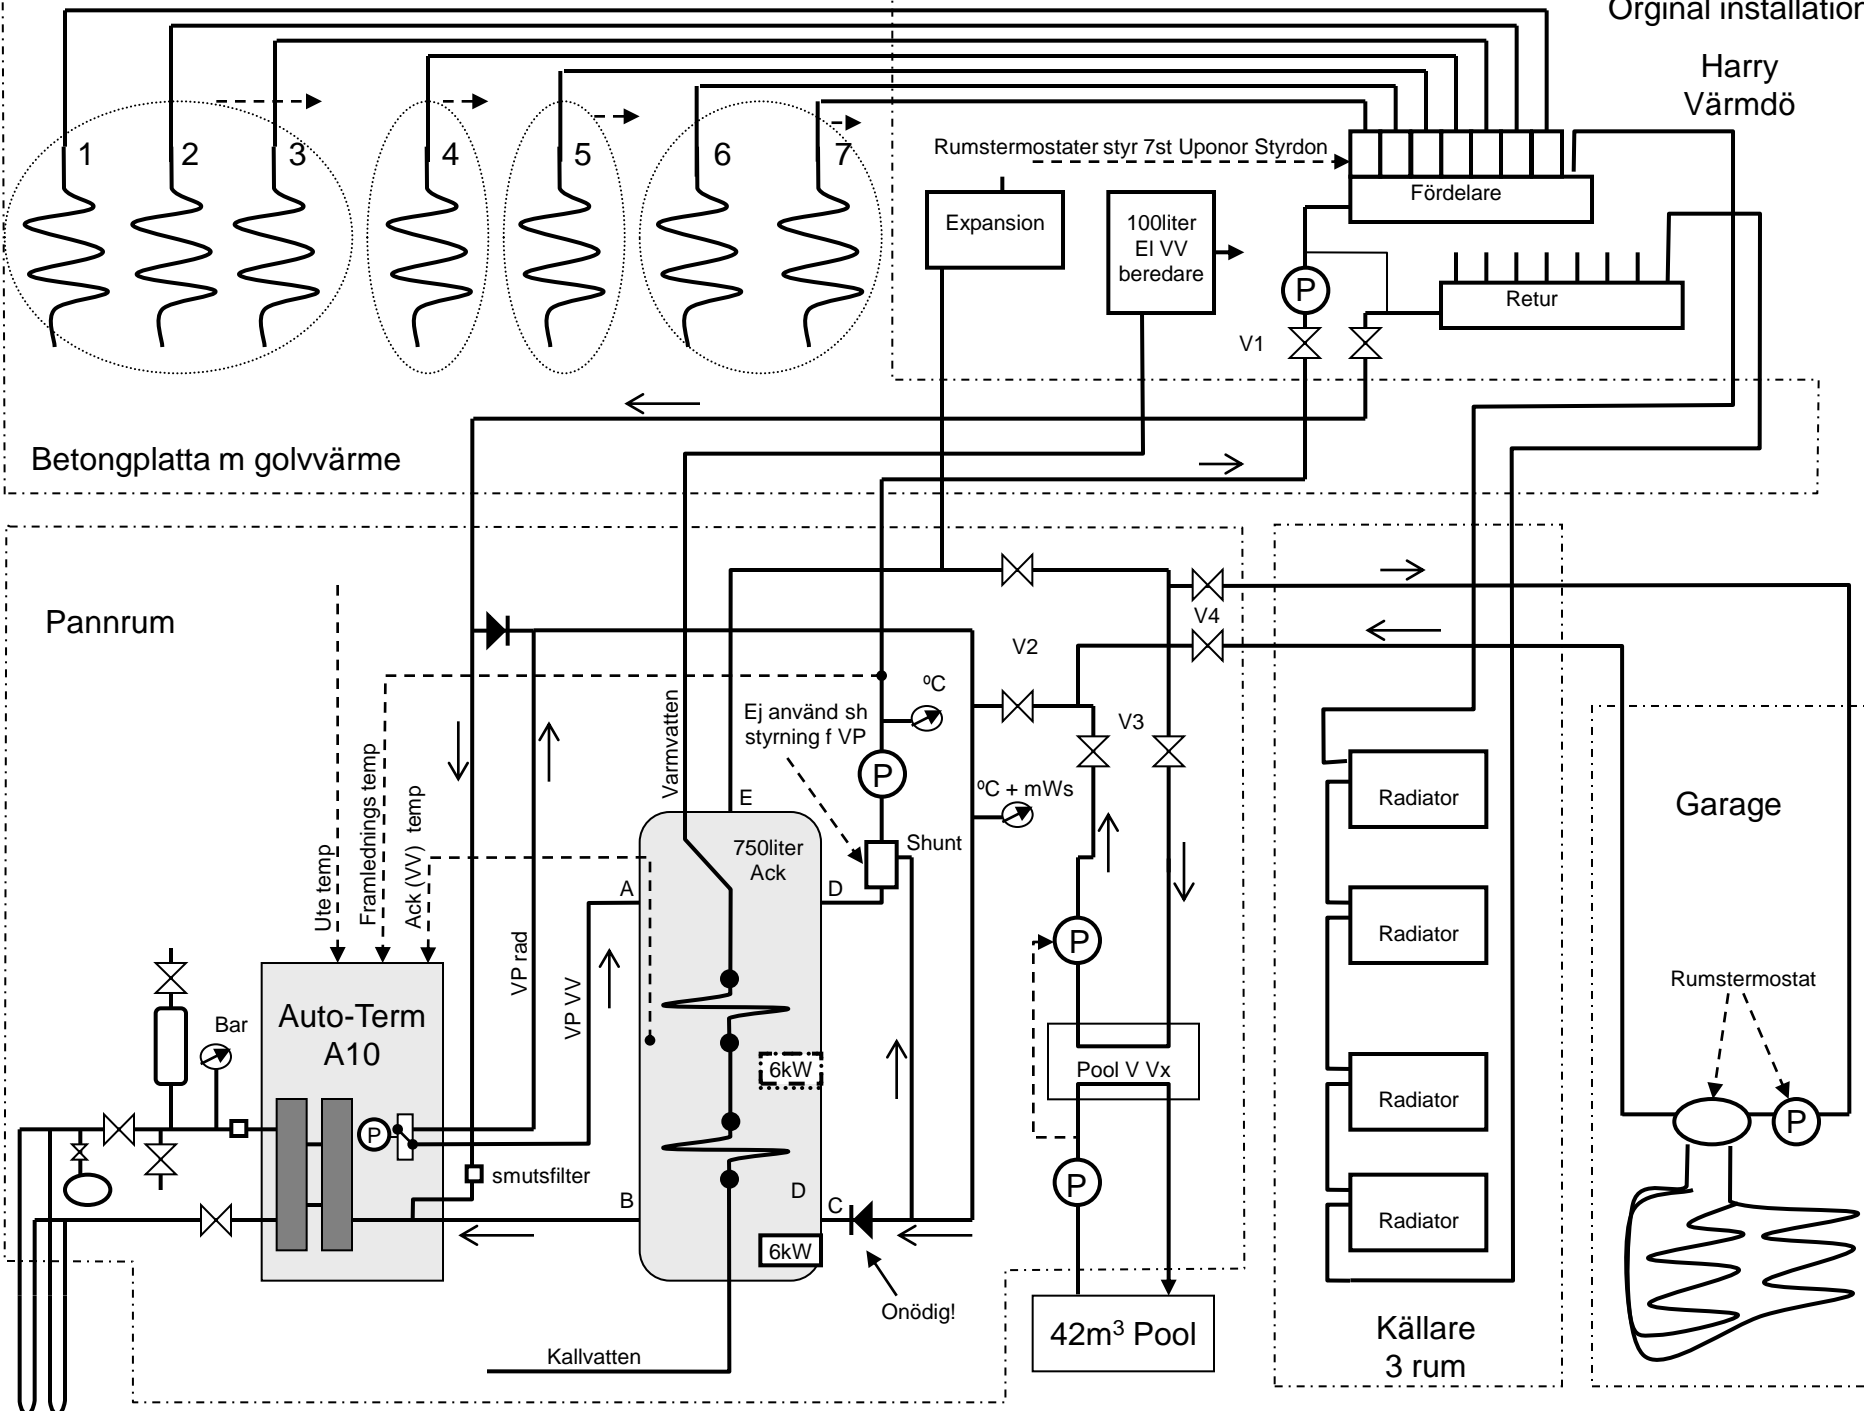 Orginal installation
Harry
Värmdö
1
2
3
4
5
6
7
Rumstermostater styr 7st Uponor Styrdon
Fördelare
Expansion
100liter
El VV
beredare
P
Retur
V1
Betongplatta m golvvärme
Pannrum
V4
V2
ºC
V3
Varmvatten
Ej använd sh
styrning f VP
P
ºC + mWs
E
Shunt
750liter
Ack
A
D
Ute temp
Framlednings temp
Ack (VV) temp
VP rad
VP VV
Radiator
Garage
Radiator
P
Rumstermostat
Bar
Auto-Term
A10
6kW
Pool V Vx
Radiator
P
P
smutsfilter
P
B
D
C
Radiator
6kW
Onödig!
42m³ Pool
Källare
3 rum
Kallvatten